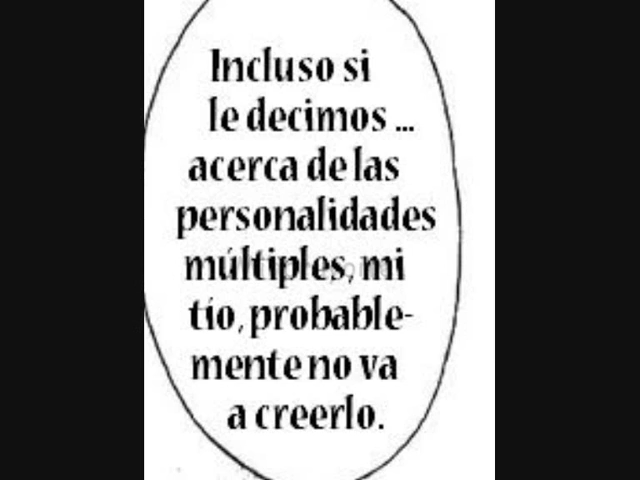 Incluso si
le decimos ...
acerca de las
personalidades
múltiples, mi
tío, probable-
mente no va
a creerlo.